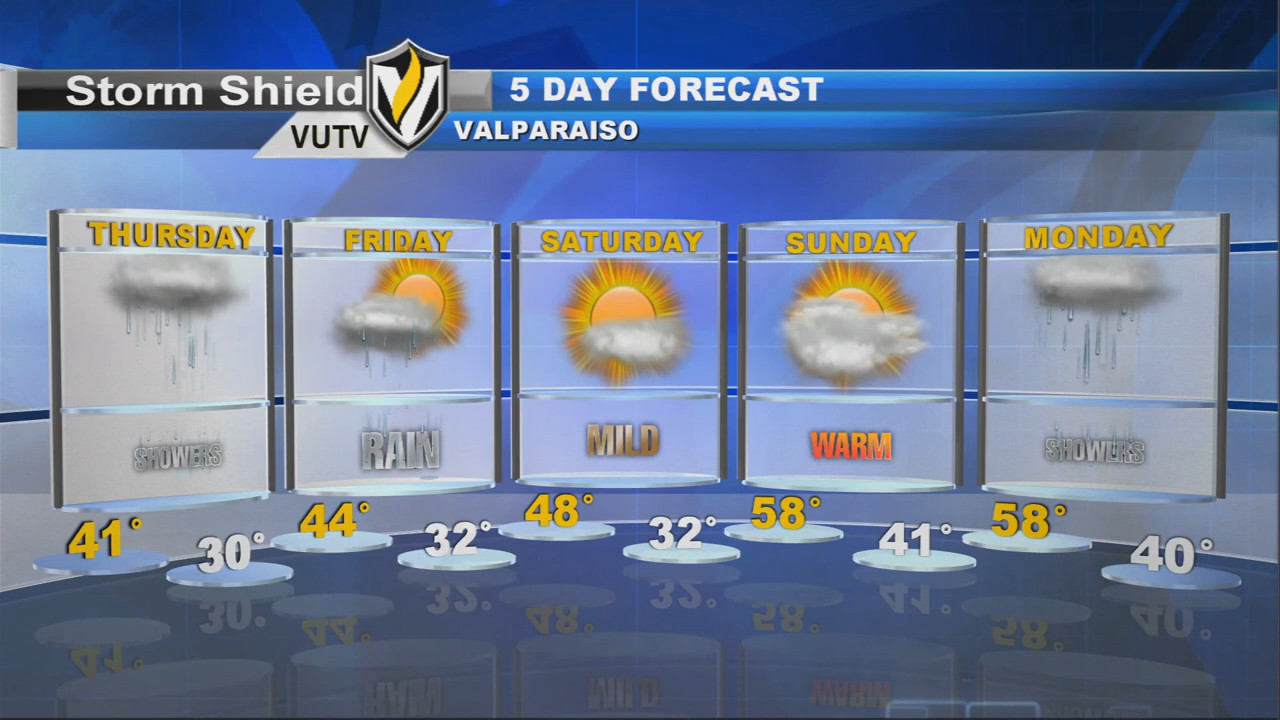 Storm Shield
VUTV
5 DAY FORECAST
VALPARAISO
THURSDAY
SHOWERS
41° 30°
FRIDAY
RAIN
44° 32°
SATURDAY
MILD
48° 32°
SUNDAY
WARM
58° 41°
MONDAY
SHOWERS
58° 40°